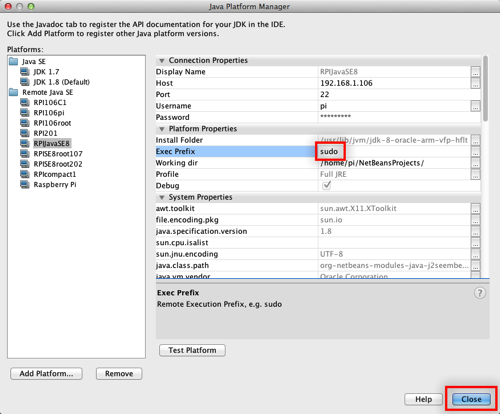 Java Platform Manager
Use the Javadoc tab to register the API documentation for your JDK in the IDE.
Click Add Platform to register other Java platform versions.
Platforms:
Java SE
JDK 1.7
JDK 1.8 (Default)
Remote Java SE
RPI106C1
RPI106pi
RPI106root
RPI201
RPIJavaSE8
RPISE8root107
RPISE8root202
RPkompact1
Raspberry Pi
Connection Properties
Display Name RPIJavaSE8
Host 192.168.1.106 ...
Port 22 ...
Username pi ...
Password ********* ...
Platform Properties
Install Folder /usr/lib/jvm/jdk-8-oracle-arm-vfp-hflt ...
Exec Prefix sudo ...
Working dir /home/pi/NetBeansProjects/ ...
Profile Full JRE ...
Debug
System Properties
awt.toolkit sun.awt.X11.XToolkit ...
file.encoding.pkg sun.io ...
java.specification.version 1.8 ...
sun.cpu.isalist ...
sun.jnu.encoding UTF-8 ...
java.class.path org-netbeans-modules-java-j2seembe... ...
java.vm.vendor Oracle Corporation ...
Exec Prefix
Remote Execution Prefix, e.g. sudo
?
Test Platform
Add Platform...
Remove
Help
Close